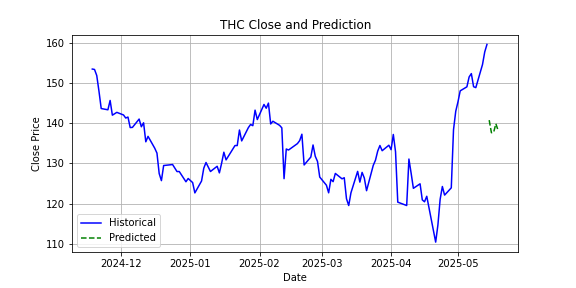 THC Close and Prediction
160
150
140
130
120
110
Close Price
Historical
Predicted
2024-12
2025-01
2025-02
2025-03
2025-04
2025-05
Date